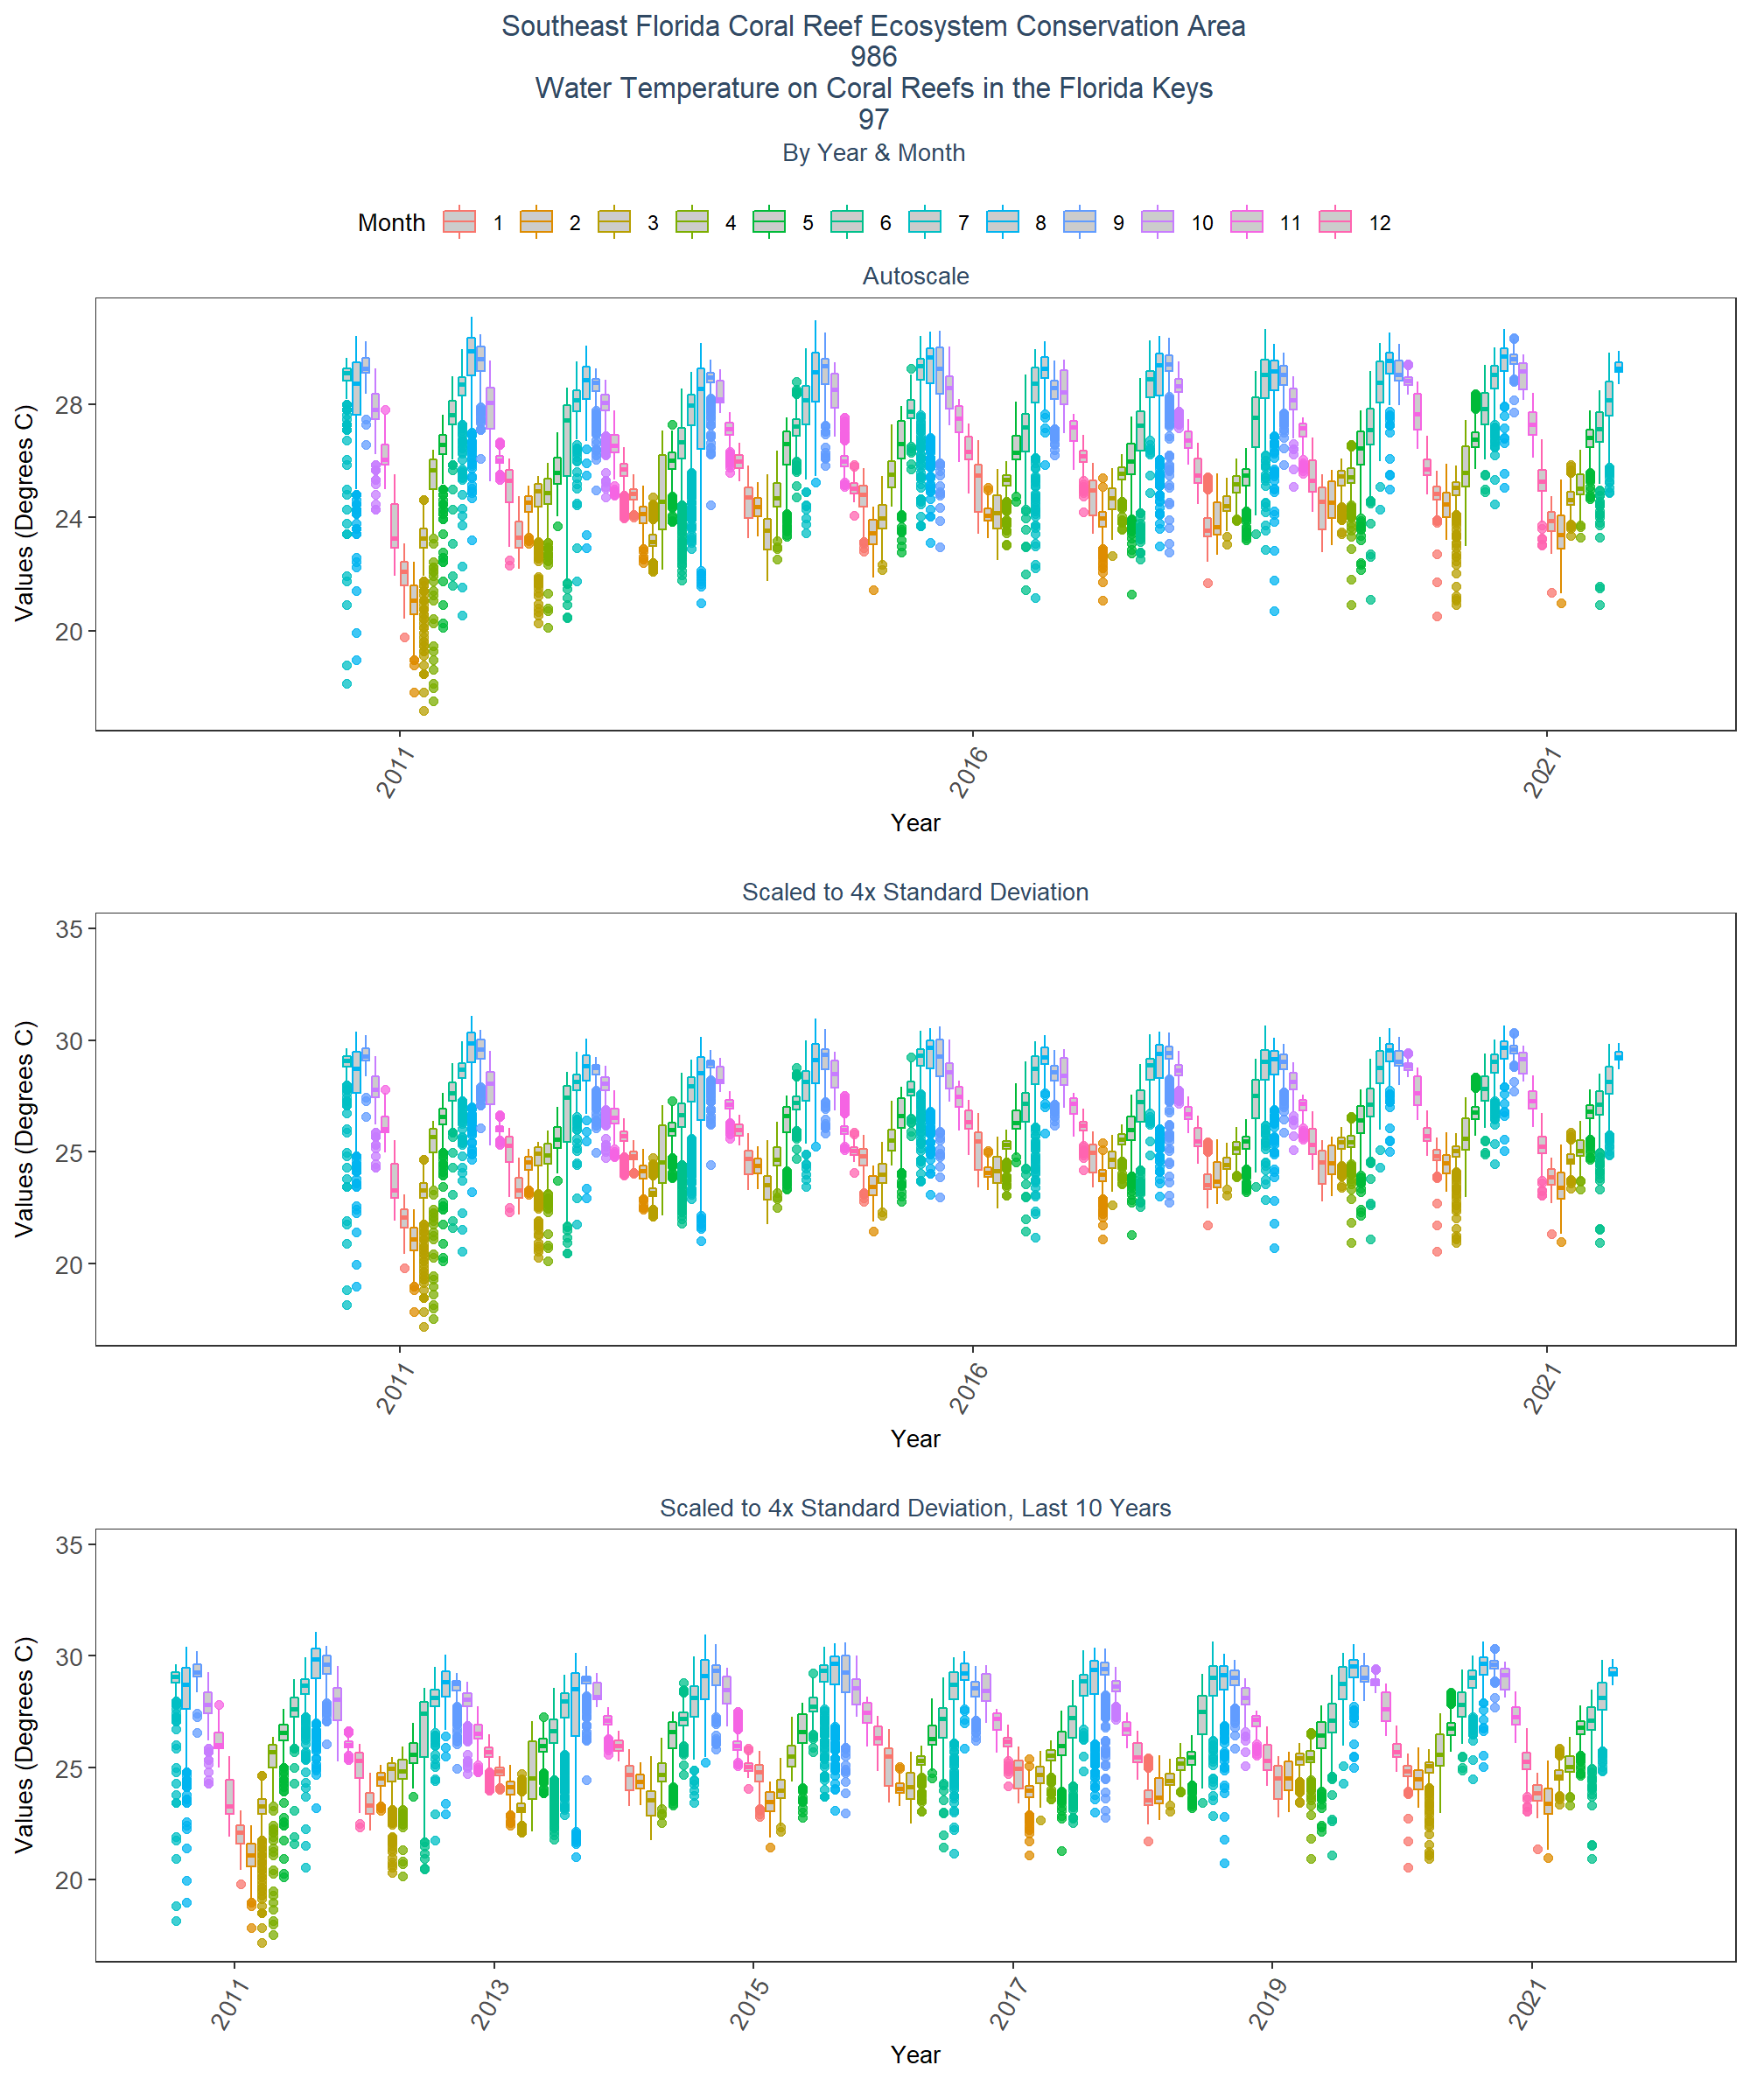 Southeast Florida Coral Reef Ecosystem Conservation Area
986
Water Temperature on Coral Reefs in the Florida Keys
97
By Year & Month
Month 1 2 3 4 5 6 7 8 9 10 11 12
Autoscale
Values (Degrees C)
28
24
20
2011 2016 2021
Year
Scaled to 4x Standard Deviation
Values (Degrees C)
35
30
25
20
2011 2016 2021
Year
Scaled to 4x Standard Deviation, Last 10 Years
Values (Degrees C)
35
30
25
20
2011 2013 2015 2017 2019 2021
Year